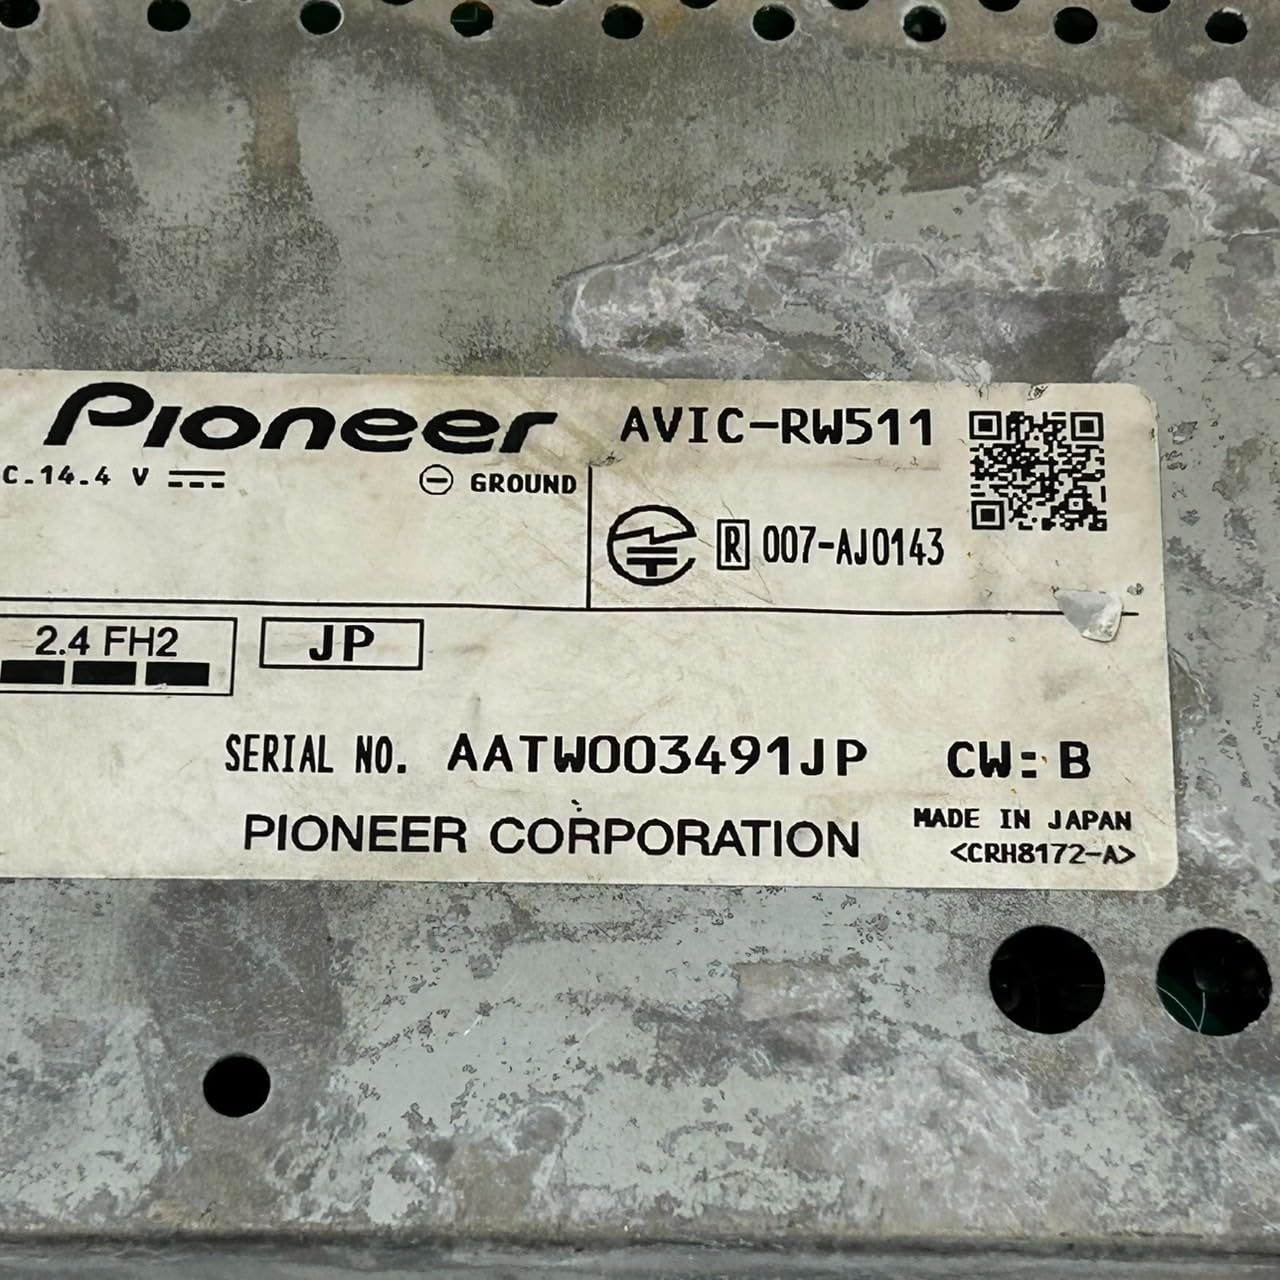 Pioneer AVIC-RW511
C.14.4 V GROUND
R 007-AJ0143
2.4 FH2 JP
SERIAL NO. AATW003491JP CW: B
PIONEER CORPORATION
MADE IN JAPAN
<CRH8172-A>